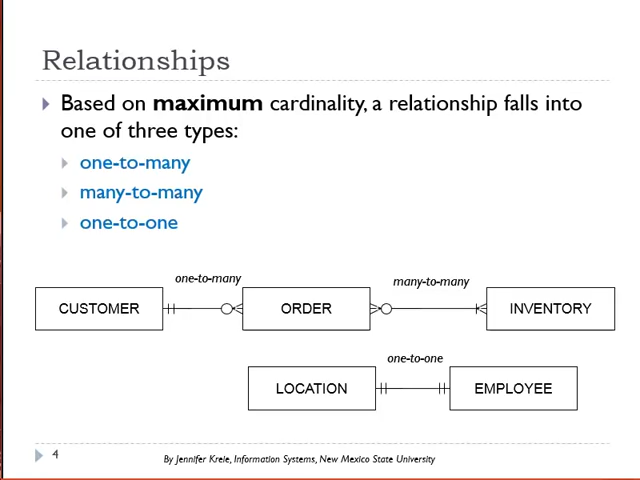 Relationships
Based on maximum cardinality, a relationship falls into
one of three types:
one-to-many
many-to-many
one-to-one
one-to-many
many-to-many
CUSTOMER
ORDER
INVENTORY
one-to-one
LOCATION
EMPLOYEE
4
By Jennifer Kreie, Information Systems, New Mexico State University